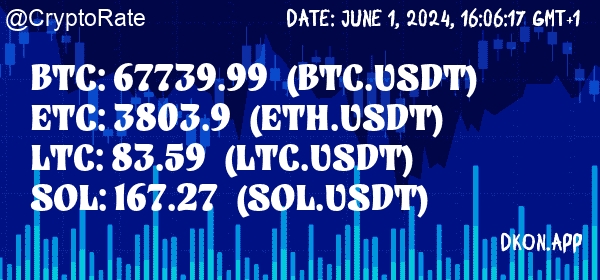 @CryptoRate
DATE: JUNE 1, 2024, 16:06:17 GMT+1
BTC: 67739.99 (BTC.USDT)
ETC: 3803.9 (ETH.USDT)
LTC: 83.59 (LTC.USDT)
SOL: 167.27 (SOL.USDT)
DKON.APP